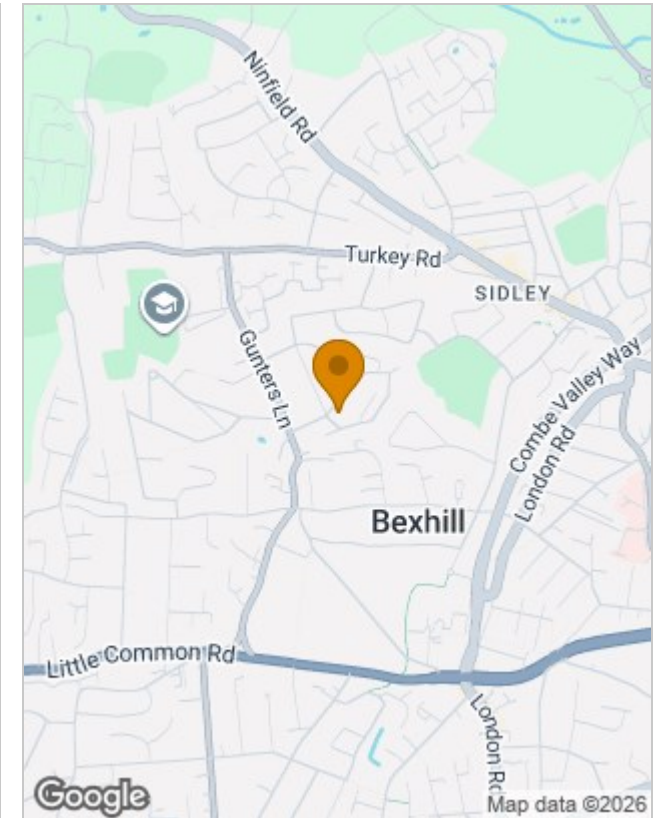 Ninfield Rd
Turkey Rd
SIDLEY
Gunters Ln
Combe Valley Way
London Rd
Bexhill
Little Common Rd
London Rd
Google
Map data ©2026